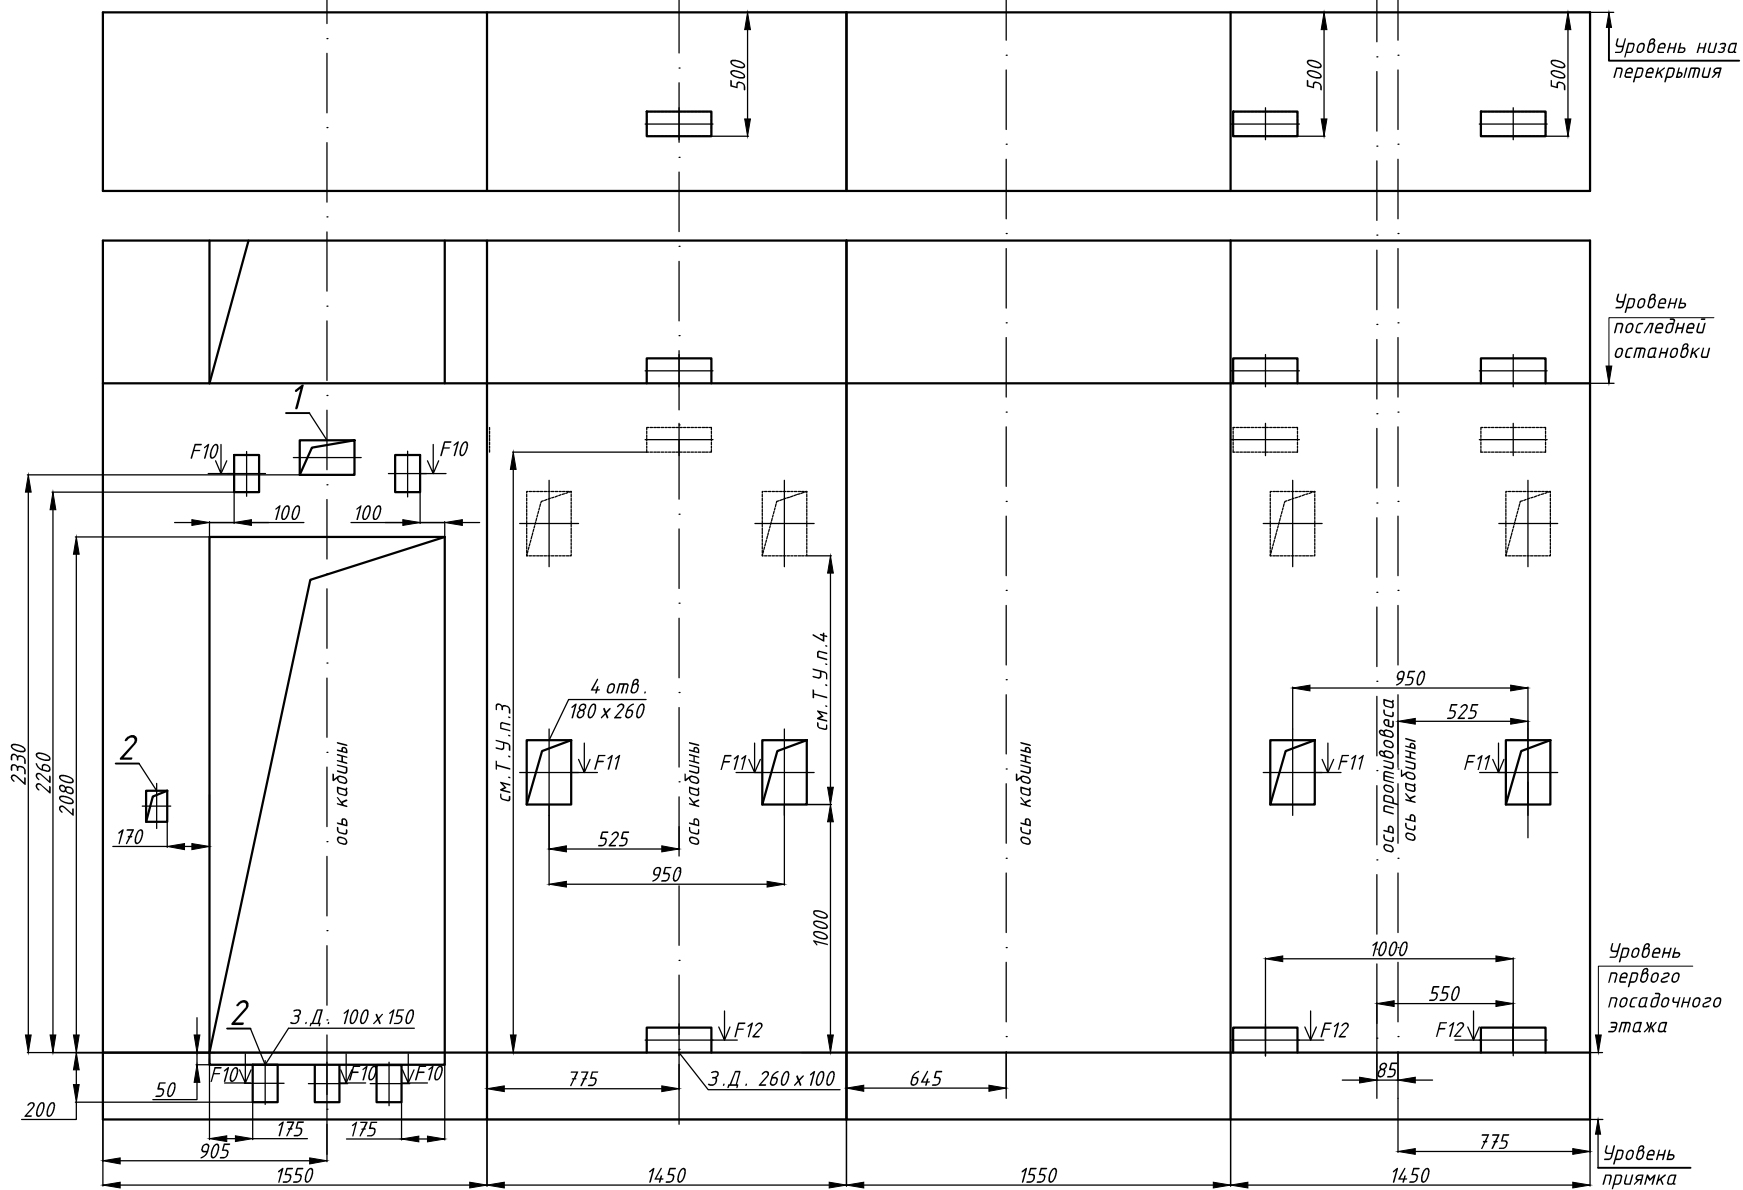 500
500
500
Уровень низа
перекрытия
Уровень
последней
остановки
1
F10
F10
100
100
2330
2260
2080
2
170
ось кабины
см.Т.У.п.3
4 отв.
180 x 260
F11
F11
ось кабины
см.Т.У.п.4
525
950
1000
ось кабины
950
525
ось противовеса
ось кабины
F11
F11
1000
550
Уровень
первого
посадочного
этажа
2
З.Д. 100 x 150
F12
F12
F12
F10
F10
F10
50
200
775
З.Д. 260 x 100
645
85
175
175
905
775
1550
1450
1550
1450
Уровень
приямка